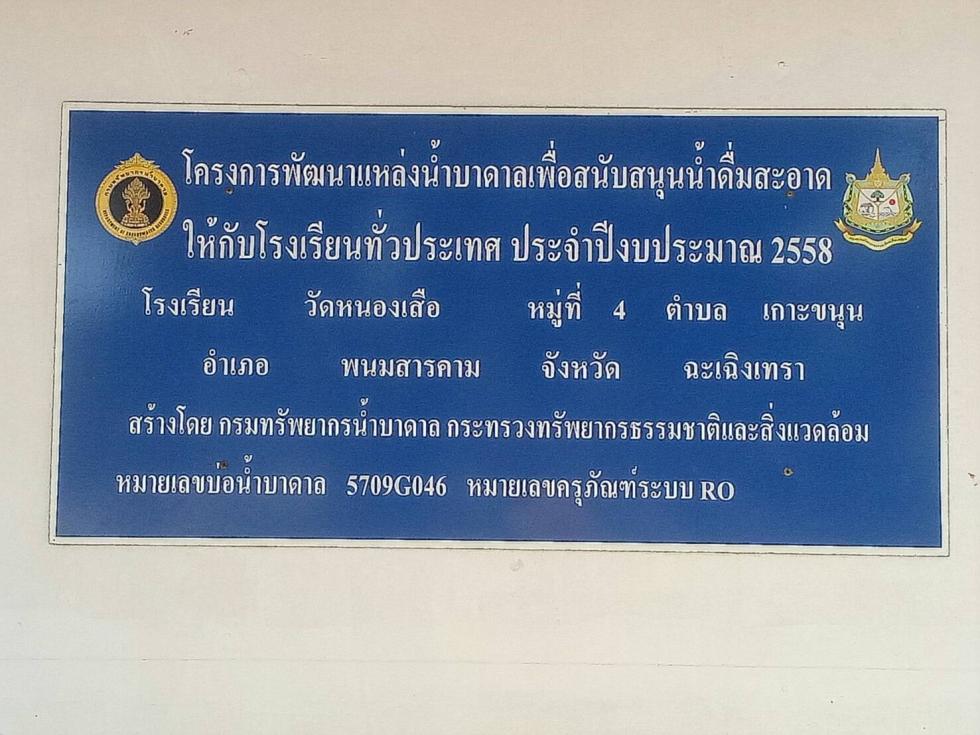 โครงการพัฒนาแหล่งน้ำบาดาลเพื่อสนับสนุนน้ำดื่มสะอาด
ให้กับโรงเรียนทั่วประเทศ ประจำปีงบประมาณ 2558
โรงเรียน วัดหนองเสือ หมู่ที่ 4 ตำบล เกาะขนุน
อำเภอ พนมสารคาม จังหวัด ฉะเฉิงเทรา
สร้างโดย กรมทรัพยากรน้ำบาดาล กระทรวงทรัพยากรธรรมชาติและสิ่งแวดล้อม
หมายเลขบ่อน้ำบาดาล 5709G046 หมายเลขครุภัณฑ์ระบบ RO